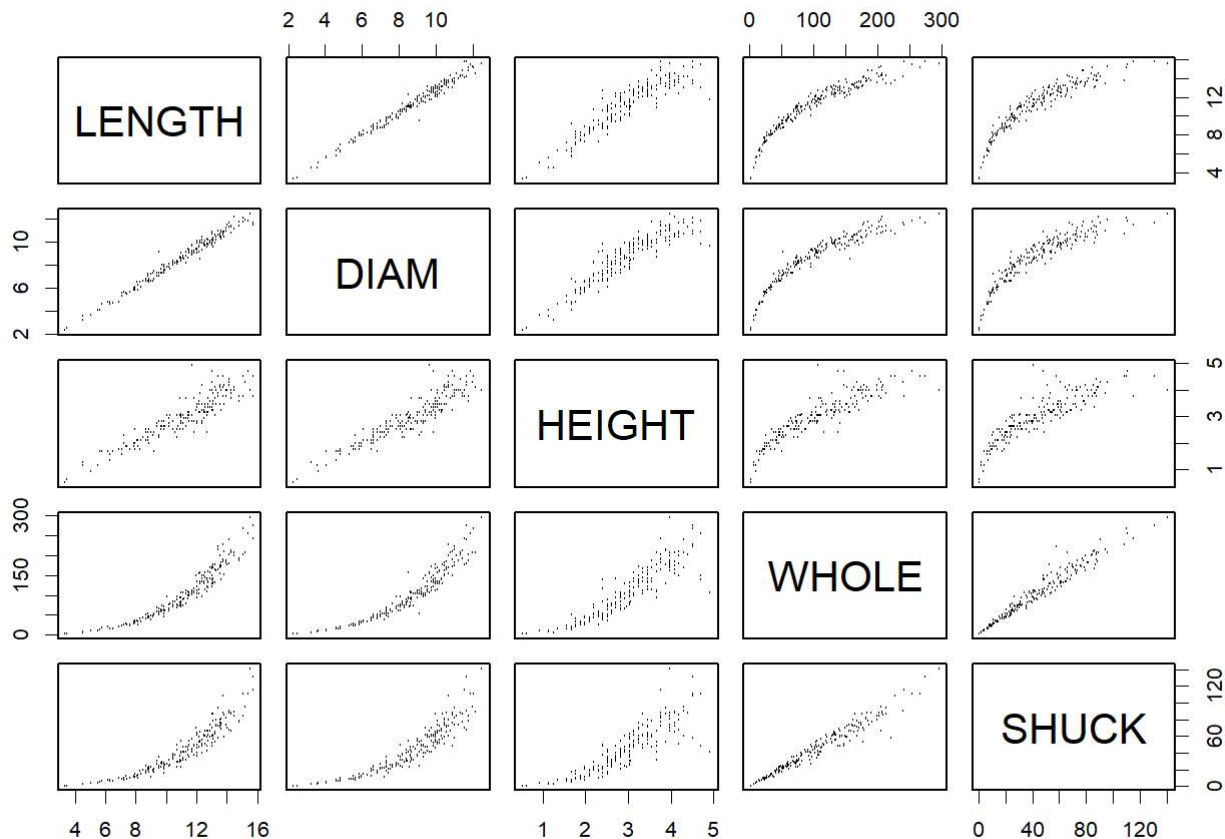 2 4 6 8 10
0 100 200 300
LENGTH
4 8 12
2 6 10
DIAM
HEIGHT
1 3 5
0 150 300
WHOLE
SHUCK
0 60 120
4 6 8 12 16
1 2 3 4 5
0 40 80 120